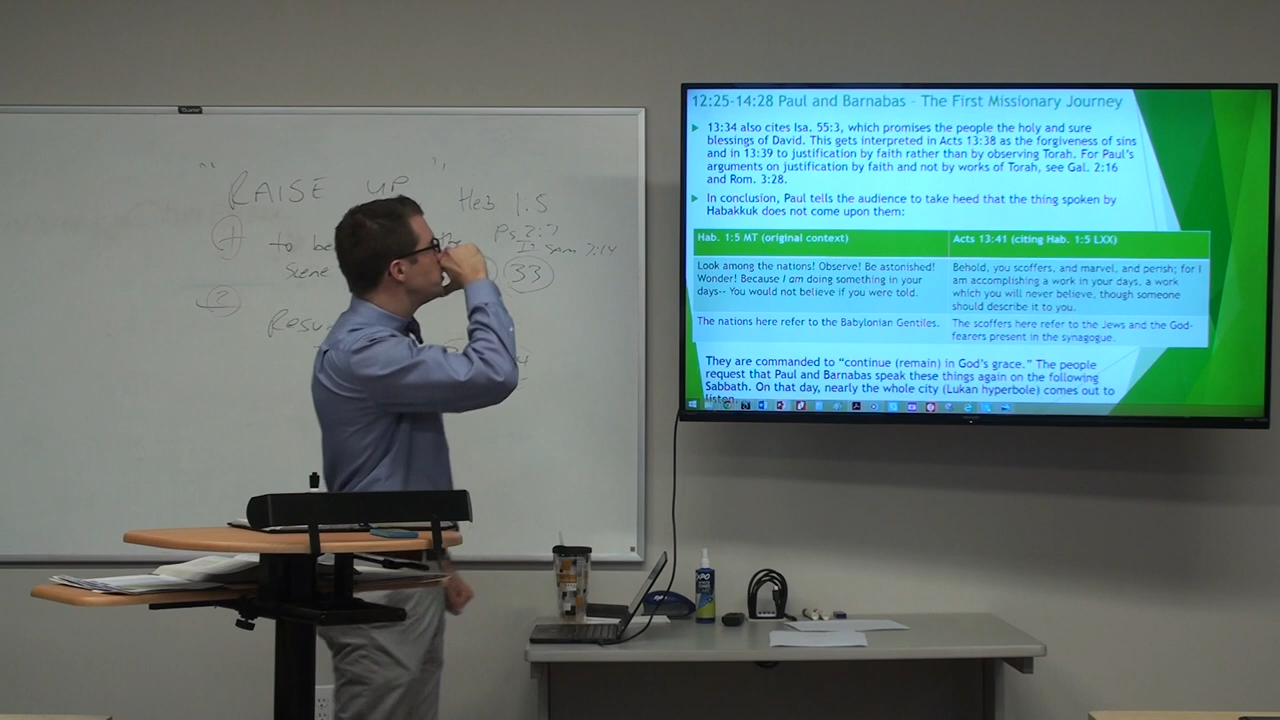 RAISE UP
Heb 1.5
to be
Ps 2:7
Scene
II Sam 7:14
33
12:25-14:28 Paul and Barnabas – The First Missionary Journey
13:34 also cites Isa. 55:3, which promises the people the holy and sure
blessings of David. This gets interpreted in Acts 13:38 as the forgiveness of sins
and in 13:39 to justification by faith rather than by observing Torah. For Paul's
arguments on justification by faith and not by works of Torah, see Gal. 2:16
and Rom. 3:28.
In conclusion, Paul tells the audience to take heed that the thing spoken by
Habakkuk does not come upon them:
Hab. 1:5 MT (original context)
Acts 13:41 (citing Hab. 1:5 LXX)
Look among the nations! Observe! Be astonished!
Wonder! Because I am doing something in your
days-- You would not believe if you were told.
Behold, you scoffers, and marvel, and perish; for I
am accomplishing a work in your days, a work
which you will never believe, though someone
should describe it to you.
The nations here refer to the Babylonian Gentiles.
The scoffers here refer to the Jews and the God-
fearers present in the synagogue.
They are commanded to “continue (remain) in God's grace.” The people
request that Paul and Barnabas speak these things again on the following
Sabbath. On that day, nearly the whole city (Lukan hyperbole) comes out to
listen.
EXPO